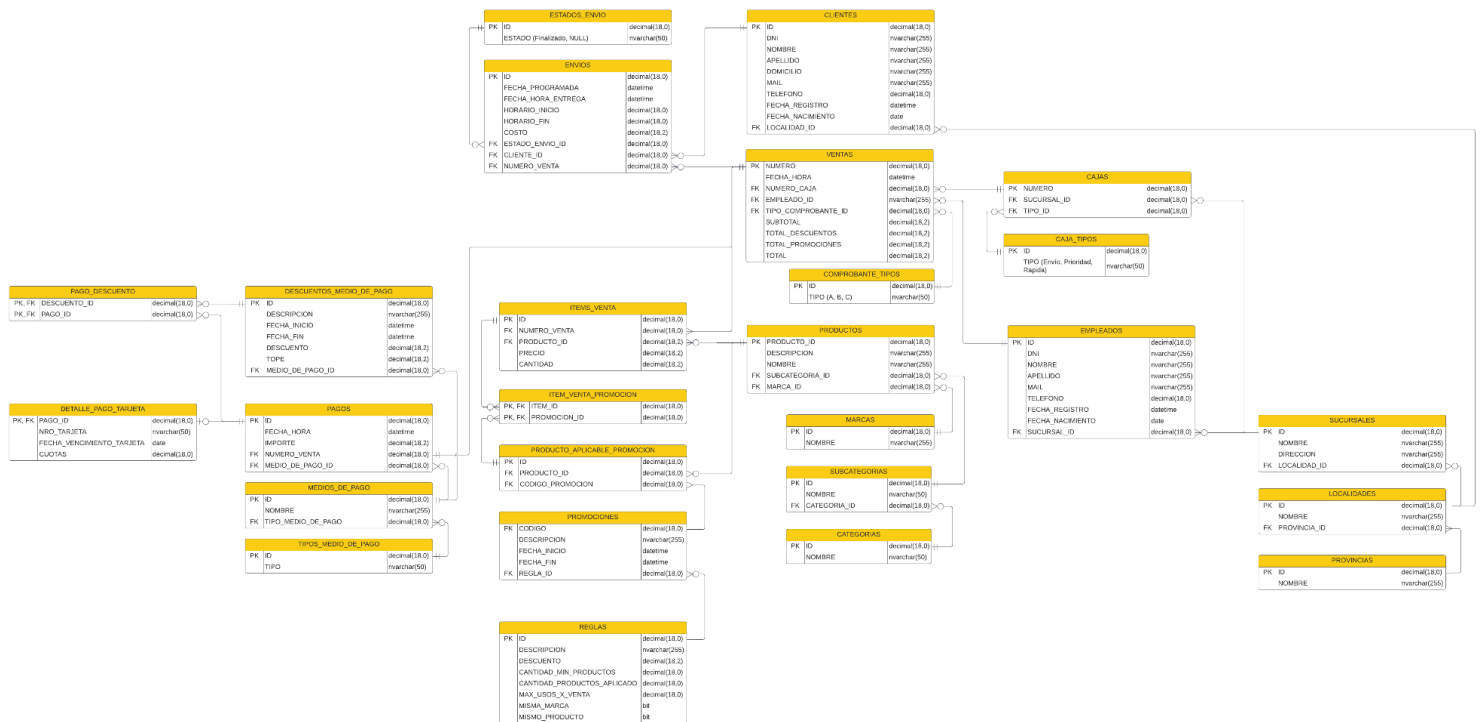 ESTADOS_ENVIO
PK ID decimal(18,0)
ESTADO (Finalizado, NULL) nvarchar(50)
ENVIOS
PK ID decimal(18,0)
FECHA_PROGRAMADA datetime
FECHA_HORA_ENTREGA datetime
HORARIO_INICIO decimal(18,0)
HORARIO_FIN decimal(18,0)
COSTO decimal(18,2)
FK ESTADO_ENVIO_ID decimal(18,0)
FK CLIENTE_ID decimal(18,0)
FK NUMERO_VENTA decimal(18,0)
CLIENTES
PK ID decimal(18,0)
DNI nvarchar(255)
NOMBRE nvarchar(255)
APELLIDO nvarchar(255)
DOMICILIO nvarchar(255)
MAIL nvarchar(255)
TELEFONO decimal(18,0)
FECHA_REGISTRO datetime
FECHA_NACIMIENTO date
FK LOCALIDAD_ID decimal(18,0)
VENTAS
PK NUMERO decimal(18,0)
FECHA_HORA datetime
FK NUMERO_CAJA decimal(18,0)
FK EMPLEADO_ID nvarchar(255)
FK TIPO_COMPROBANTE_ID decimal(18,0)
SUBTOTAL decimal(18,2)
TOTAL_DESCUENTOS decimal(18,2)
TOTAL_PROMOCIONES decimal(18,2)
TOTAL decimal(18,2)
CAJAS
PK NUMERO decimal(18,0)
FK SUCURSAL_ID decimal(18,0)
FK TIPO_ID decimal(18,0)
CAJA_TIPOS
PK ID decimal(18,0)
TIPO (Envio, Prioridad,
Rapida) nvarchar(50)
COMPROBANTE_TIPOS
PK ID decimal(18,0)
TIPO (A, B, C) nvarchar(50)
PAGO_DESCUENTO
PK, FK DESCUENTO_ID decimal(18,0)
PK, FK PAGO_ID decimal(18,0)
DESCUENTOS_MEDIO_DE_PAGO
PK ID decimal(18,0)
DESCRIPCION nvarchar(255)
FECHA_INICIO datetime
FECHA_FIN datetime
DESCUENTO decimal(18,2)
TOPE decimal(18,2)
FK MEDIO_DE_PAGO_ID decimal(18,0)
ITEMS_VENTA
PK ID decimal(18,0)
FK NUMERO_VENTA decimal(18,0)
FK PRODUCTO_ID decimal(18,2)
PRECIO decimal(18,2)
CANTIDAD decimal(18,2)
PRODUCTOS
PK PRODUCTO_ID decimal(18,0)
DESCRIPCION nvarchar(255)
NOMBRE nvarchar(255)
FK SUBCATEGORIA_ID decimal(18,0)
FK MARCA_ID decimal(18,0)
EMPLEADOS
PK ID decimal(18,0)
DNI nvarchar(255)
NOMBRE nvarchar(255)
APELLIDO nvarchar(255)
MAIL nvarchar(255)
TELEFONO decimal(18,0)
FECHA_REGISTRO datetime
FECHA_NACIMIENTO date
FK SUCURSAL_ID decimal(18,0)
DETALLE_PAGO_TARJETA
PK, FK PAGO_ID decimal(18,0)
NRO_TARJETA nvarchar(50)
FECHA_VENCIMIENTO_TARJETA date
CUOTAS decimal(18,0)
PAGOS
PK ID decimal(18,0)
FECHA_HORA datetime
IMPORTE decimal(18,2)
FK NUMERO_VENTA decimal(18,0)
FK MEDIO_DE_PAGO_ID decimal(18,0)
ITEM_VENTA_PROMOCION
PK, FK ITEM_ID decimal(18,0)
PK, FK PROMOCION_ID decimal(18,0)
MARCAS
PK ID decimal(18,0)
NOMBRE nvarchar(255)
SUCURSALES
PK ID decimal(18,0)
NOMBRE nvarchar(255)
DIRECCION nvarchar(255)
FK LOCALIDAD_ID decimal(18,0)
PRODUCTO_APLICABLE_PROMOCION
PK ID decimal(18,0)
FK PRODUCTO_ID decimal(18,0)
FK CODIGO_PROMOCION decimal(18,0)
SUBCATEGORIAS
PK ID decimal(18,0)
NOMBRE nvarchar(50)
FK CATEGORIA_ID decimal(18,0)
MEDIOS_DE_PAGO
PK ID decimal(18,0)
NOMBRE nvarchar(255)
FK TIPO_MEDIO_DE_PAGO decimal(18,0)
LOCALIDADES
PK ID decimal(18,0)
NOMBRE nvarchar(255)
FK PROVINCIA_ID decimal(18,0)
PROMOCIONES
PK CODIGO decimal(18,0)
DESCRIPCION nvarchar(255)
FECHA_INICIO datetime
FECHA_FIN datetime
FK REGLA_ID decimal(18,0)
CATEGORIAS
PK ID decimal(18,0)
NOMBRE nvarchar(50)
TIPOS_MEDIO_DE_PAGO
PK ID decimal(18,0)
TIPO nvarchar(50)
PROVINCIAS
PK ID decimal(18,0)
NOMBRE nvarchar(255)
REGLAS
PK ID decimal(18,0)
DESCRIPCION nvarchar(255)
DESCUENTO decimal(18,2)
CANTIDAD_MIN_PRODUCTOS decimal(18,0)
CANTIDAD_PRODUCTOS_APLICADO decimal(18,0)
MAX_USOS_X_VENTA decimal(18,0)
MISMA_MARCA bit
MISMO_PRODUCTO bit